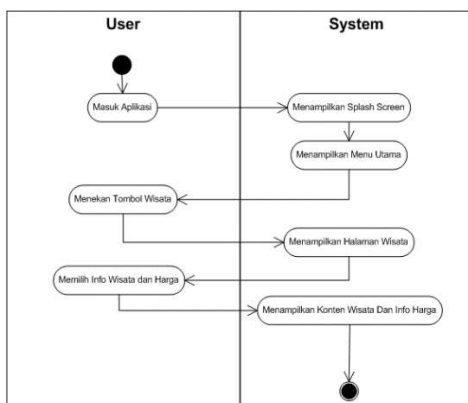 User
System
Masuk Aplikasi
Menampilkan Splash Screen
Menampilkan Menu Utama
Menekan Tombol Wisata
Menampilkan Halaman Wisata
Memilih Info Wisata dan Harga
Menampilkan Konten Wisata Dan Info Harga